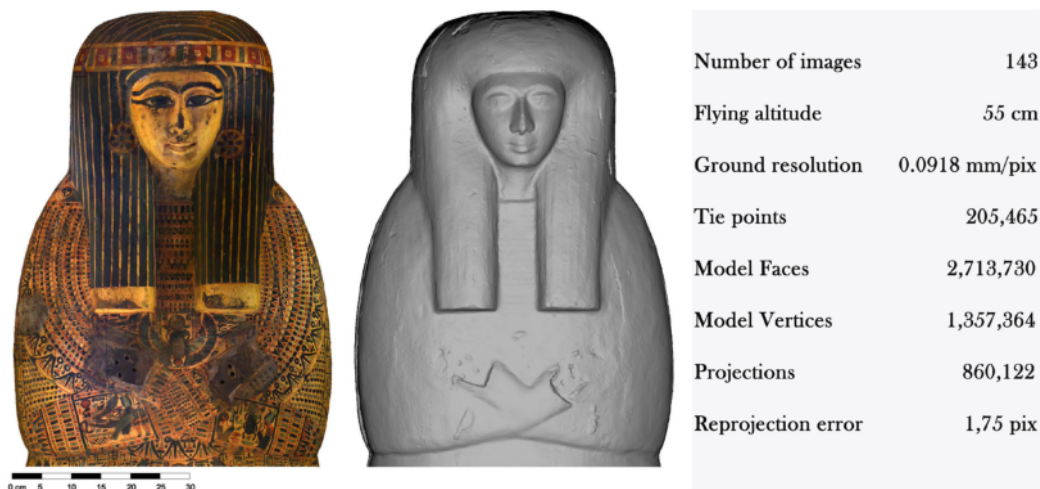 Number of images 143
Flying altitude 55 cm
Ground resolution 0.0918 mm/pix
Tie points 205,465
Model Faces 2,713,730
Model Vertices 1,357,364
Projections 860,122
Reprojection error 1,75 pix
0 cm 5 10 15 20 25 30